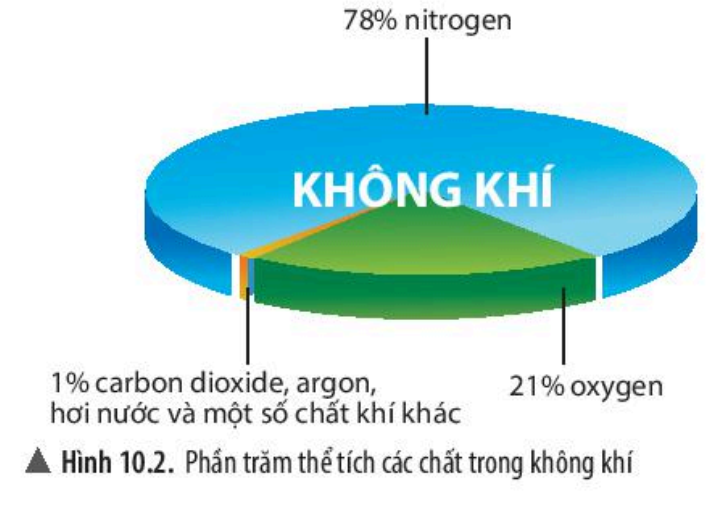 78% nitrogen
KHÔNG KHÍ
1% carbon dioxide, argon,
hơi nước và một số chất khí khác
21% oxygen
▲ Hình 10.2. Phần trăm thể tích các chất trong không khí